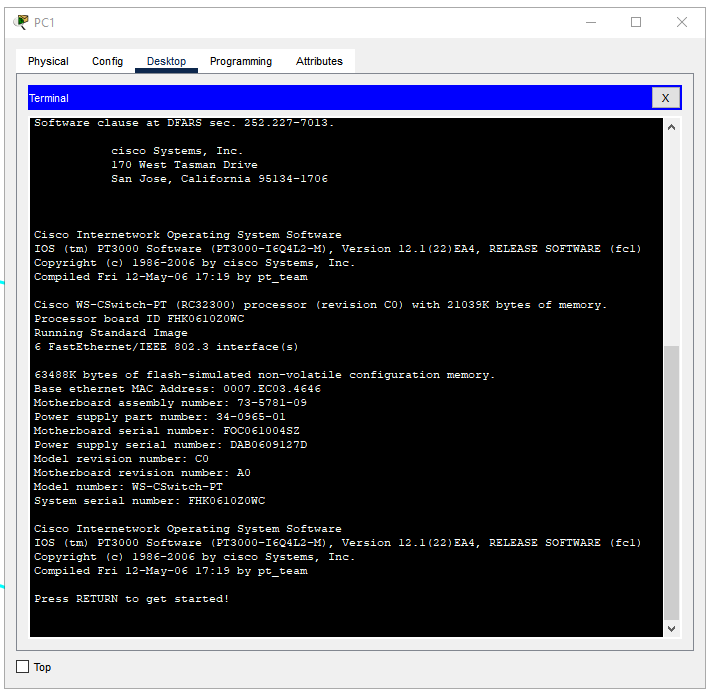 PC1
Physical Config Desktop Programming Attributes
Terminal X
Software clause at DFARS sec. 252.227-7013.
cisco Systems, Inc.
170 West Tasman Drive
San Jose, California 95134-1706
Cisco Internetwork Operating System Software
IOS (tm) PT3000 Software (PT3000-I6Q4L2-M), Version 12.1(22)EA4, RELEASE SOFTWARE (fc1)
Copyright (c) 1986-2006 by cisco Systems, Inc.
Compiled Fri 12-May-06 17:19 by pt_team
Cisco WS-CSwitch-PT (RC32300) processor (revision C0) with 21039K bytes of memory.
Processor board ID FHK0610Z0WC
Running Standard Image
6 FastEthernet/IEEE 802.3 interface(s)
63488K bytes of flash-simulated non-volatile configuration memory.
Base ethernet MAC Address: 0007.EC03.4646
Motherboard assembly number: 73-5781-09
Power supply part number: 34-0965-01
Motherboard serial number: FOC061004SZ
Power supply serial number: DAB0609127D
Model revision number: C0
Motherboard revision number: A0
Model number: WS-CSwitch-PT
System serial number: FHK0610Z0WC
Cisco Internetwork Operating System Software
IOS (tm) PT3000 Software (PT3000-I6Q4L2-M), Version 12.1(22)EA4, RELEASE SOFTWARE (fc1)
Copyright (c) 1986-2006 by cisco Systems, Inc.
Compiled Fri 12-May-06 17:19 by pt_team
Press RETURN to get started!
Top